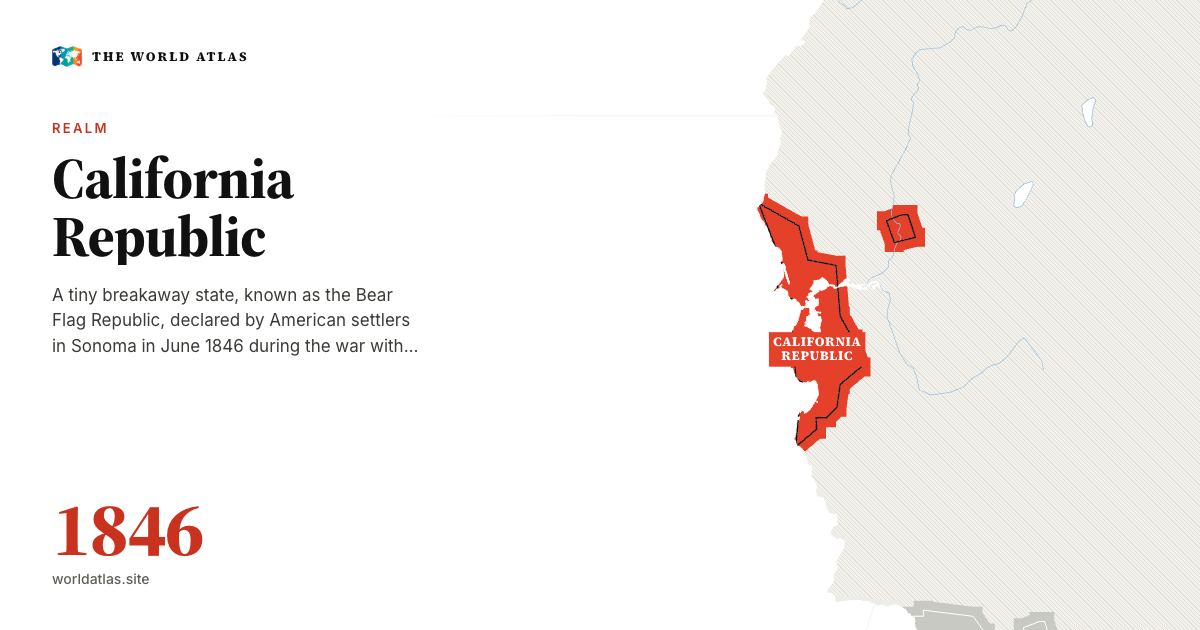 THE WORLD ATLAS
REALM
California
Republic
A tiny breakaway state, known as the Bear
Flag Republic, declared by American settlers
in Sonoma in June 1846 during the war with...
CALIFORNIA
REPUBLIC
1846
worldatlas.site